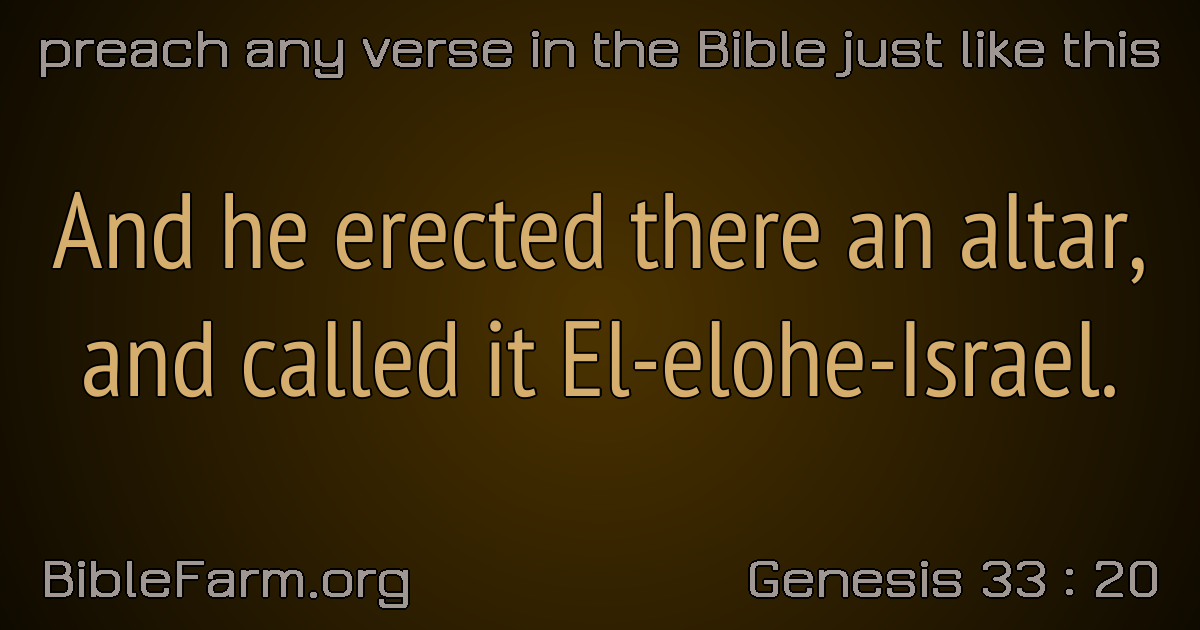 preach any verse in the Bible just like this
And he erected there an altar,
and called it El-elohe-Israel.
BibleFarm.org
Genesis 33 : 20